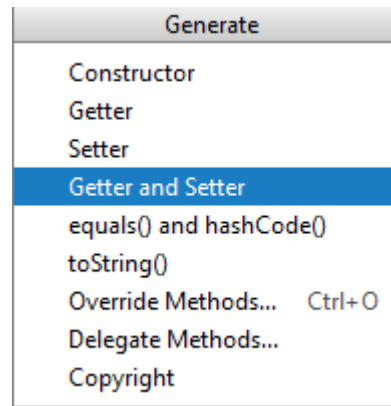 Generate
Constructor
Getter
Setter
Getter and Setter
equals() and hashCode()
toString()
Override Methods... Ctrl+O
Delegate Methods...
Copyright